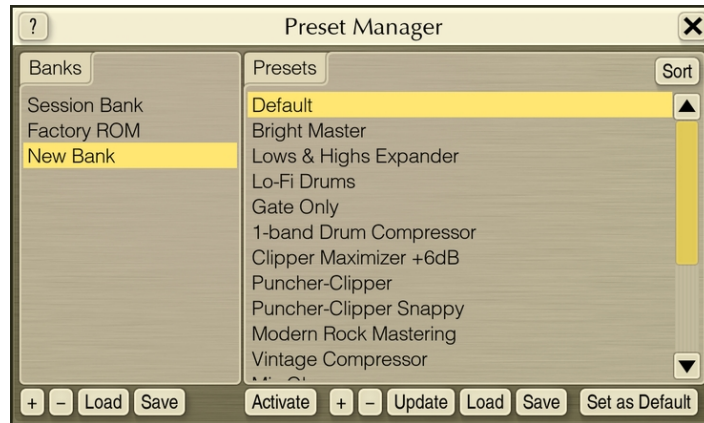 ? Preset Manager X
Banks
Session Bank
Factory ROM
New Bank
+ - Load Save
Presets Sort
Default
Bright Master
Lows & Highs Expander
Lo-Fi Drums
Gate Only
1-band Drum Compressor
Clipper Maximizer +6dB
Puncher-Clipper
Puncher-Clipper Snappy
Modern Rock Mastering
Vintage Compressor
Activate + - Update Load Save Set as Default